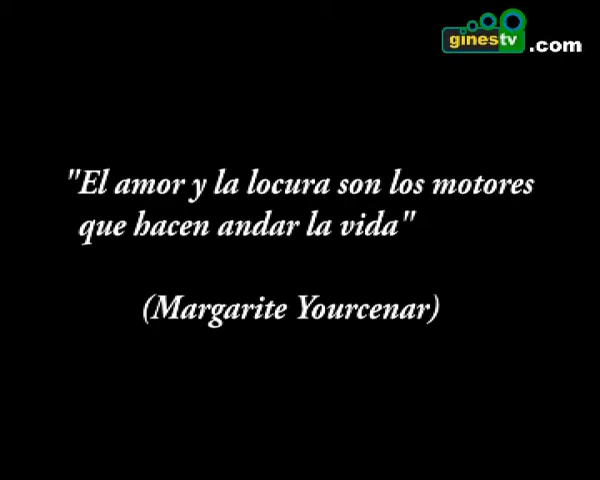 ginestv.com
"El amor y la locura son los motores
que hacen andar la vida"
(Margarite Yourcenar)